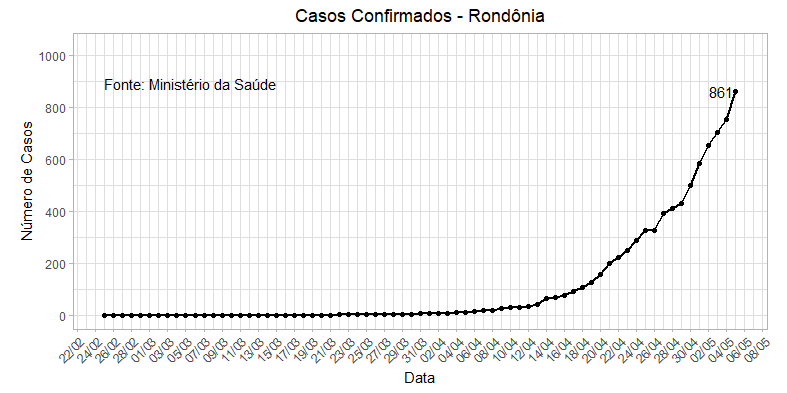 Casos Confirmados - Rondônia
1000
Fonte: Ministério da Saúde
861
800
600
400
200
0
Número de Casos
22/02 24/02 26/02 28/02 01/03 03/03 05/03 07/03 09/03 11/03 13/03 15/03 17/03 19/03 21/03 23/03 25/03 27/03 29/03 31/03 02/04 04/04 06/04 08/04 10/04 12/04 14/04 16/04 18/04 20/04 22/04 24/04 26/04 28/04 30/04 02/05 04/05 06/05 08/05
Data